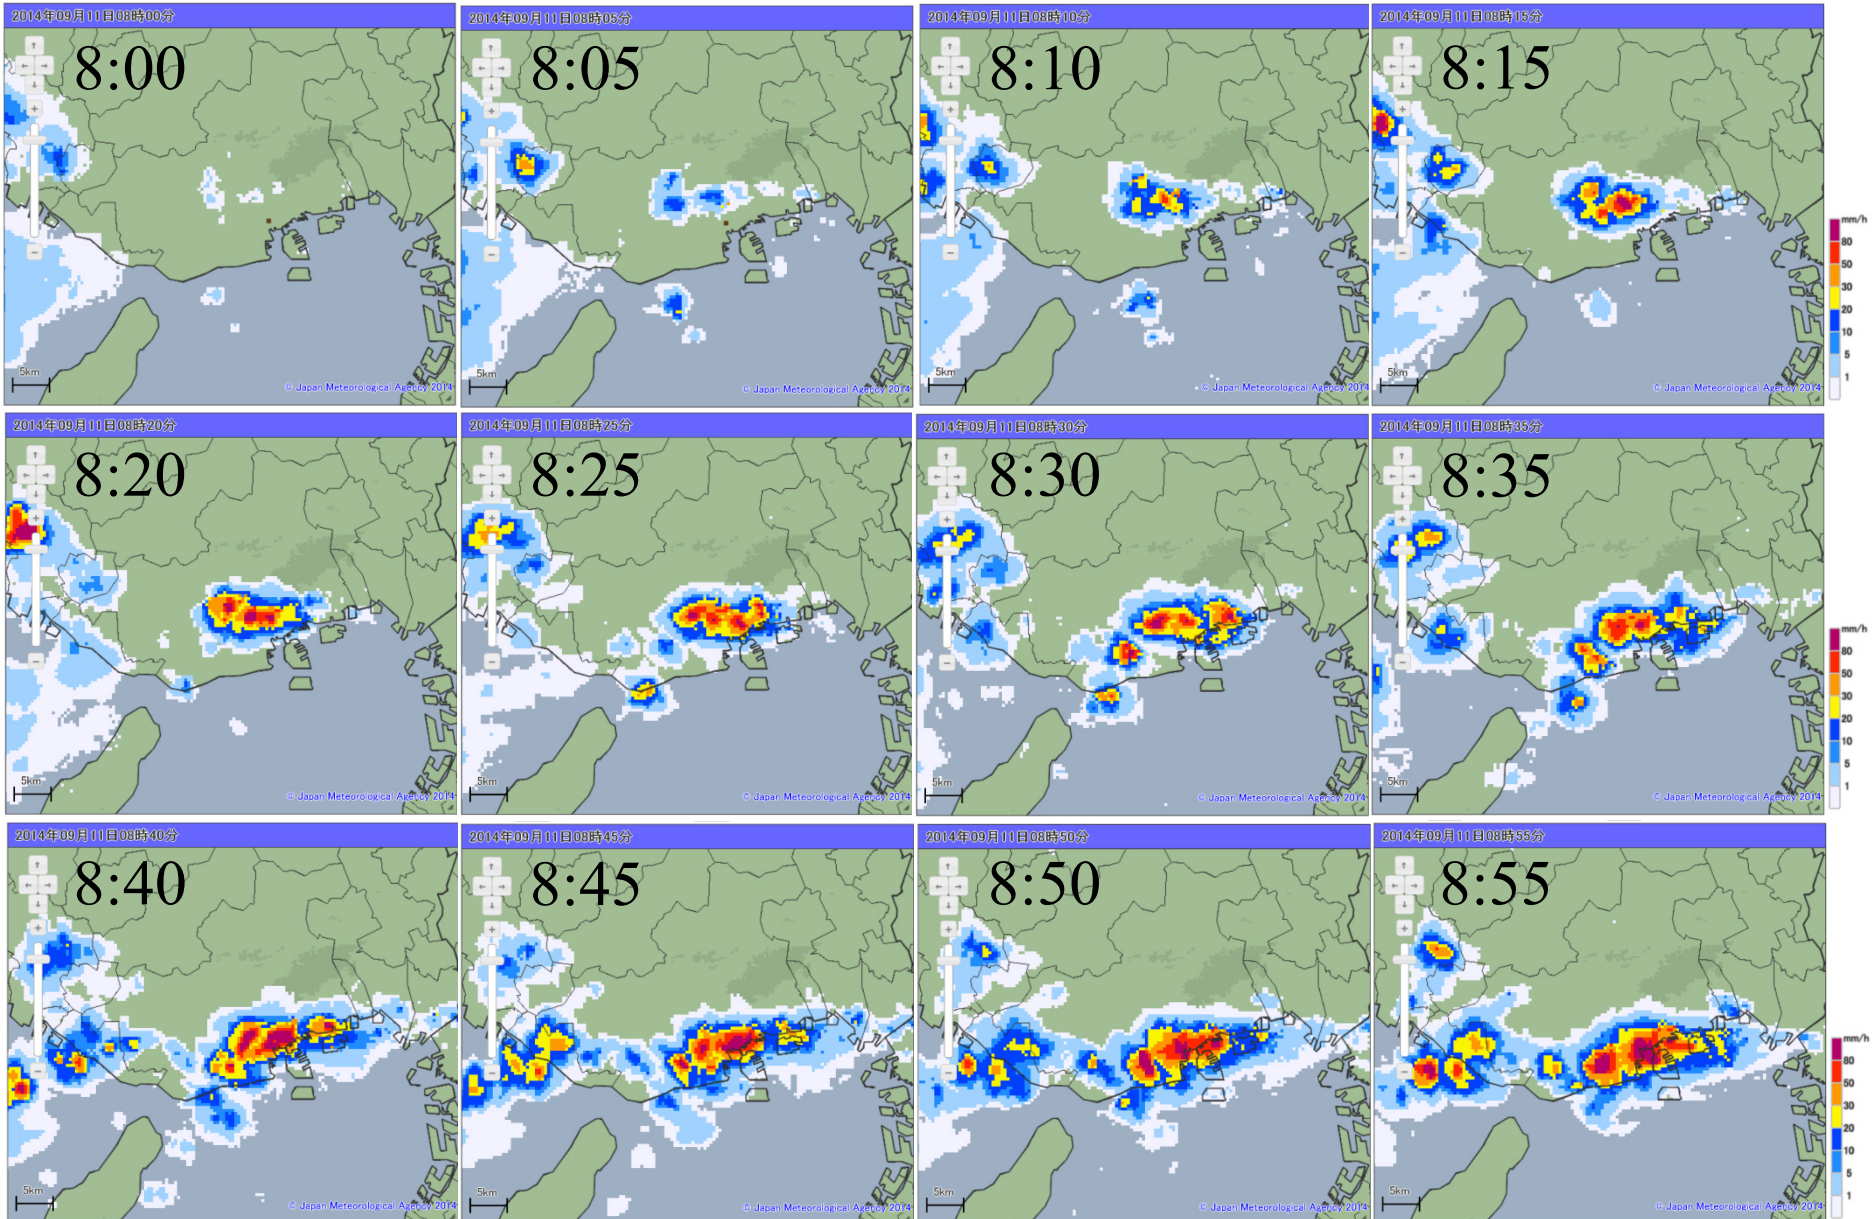 2014年09月11日08時00分
8:00
5km
© Japan Meteorological Agency 2014
2014年09月11日08時05分
8:05
5km
© Japan Meteorological Agency 2014
2014年09月11日08時10分
8:10
5km
© Japan Meteorological Agency 2014
2014年09月11日08時15分
8:15
5km
© Japan Meteorological Agency 2014
mm/h
80
50
30
20
10
5
1
2014年09月11日08時20分
8:20
5km
© Japan Meteorological Agency 2014
2014年09月11日08時25分
8:25
5km
© Japan Meteorological Agency 2014
2014年09月11日08時30分
8:30
5km
© Japan Meteorological Agency 2014
2014年09月11日08時35分
8:35
5km
© Japan Meteorological Agency 2014
mm/h
80
50
30
20
10
5
1
2014年09月11日08時40分
8:40
5km
© Japan Meteorological Agency 2014
2014年09月11日08時45分
8:45
5km
© Japan Meteorological Agency 2014
2014年09月11日08時50分
8:50
5km
© Japan Meteorological Agency 2014
2014年09月11日08時55分
8:55
5km
© Japan Meteorological Agency 2014
mm/h
80
50
30
20
10
5
1